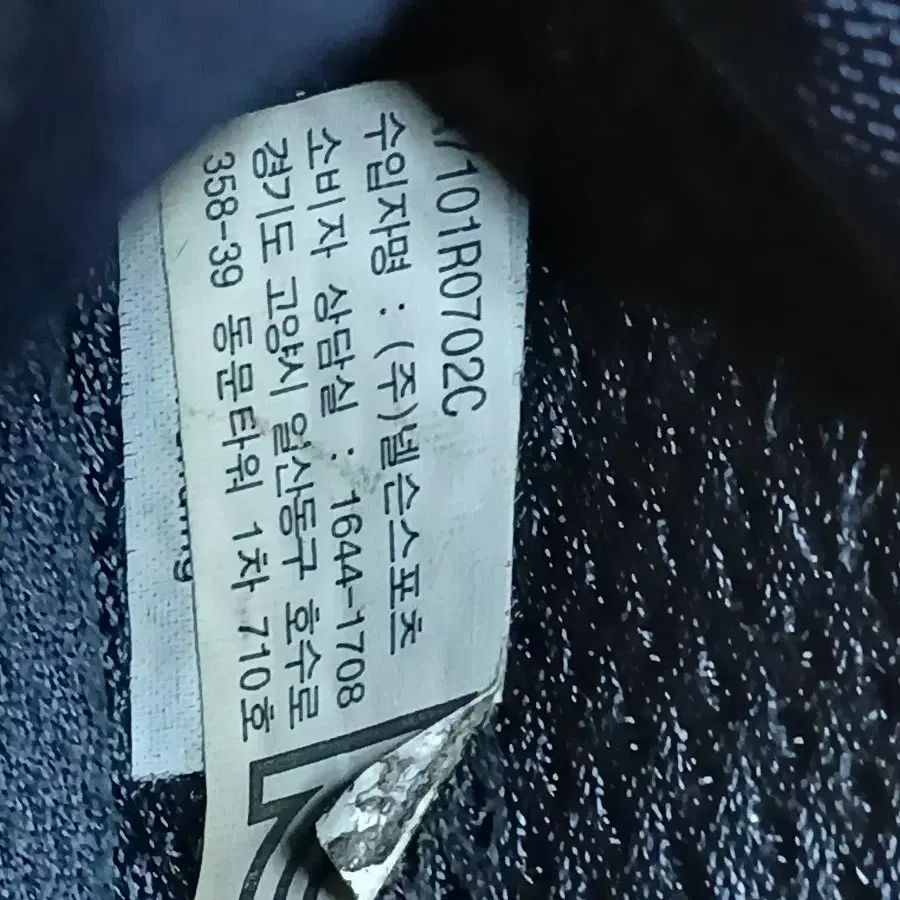 7101R0702C
수입자명 : (주)넬슨스포츠
소비자 상담실 : 1644-1708
경기도 고양시 일산동구 호수로
358-39 동문타워 1차 710호